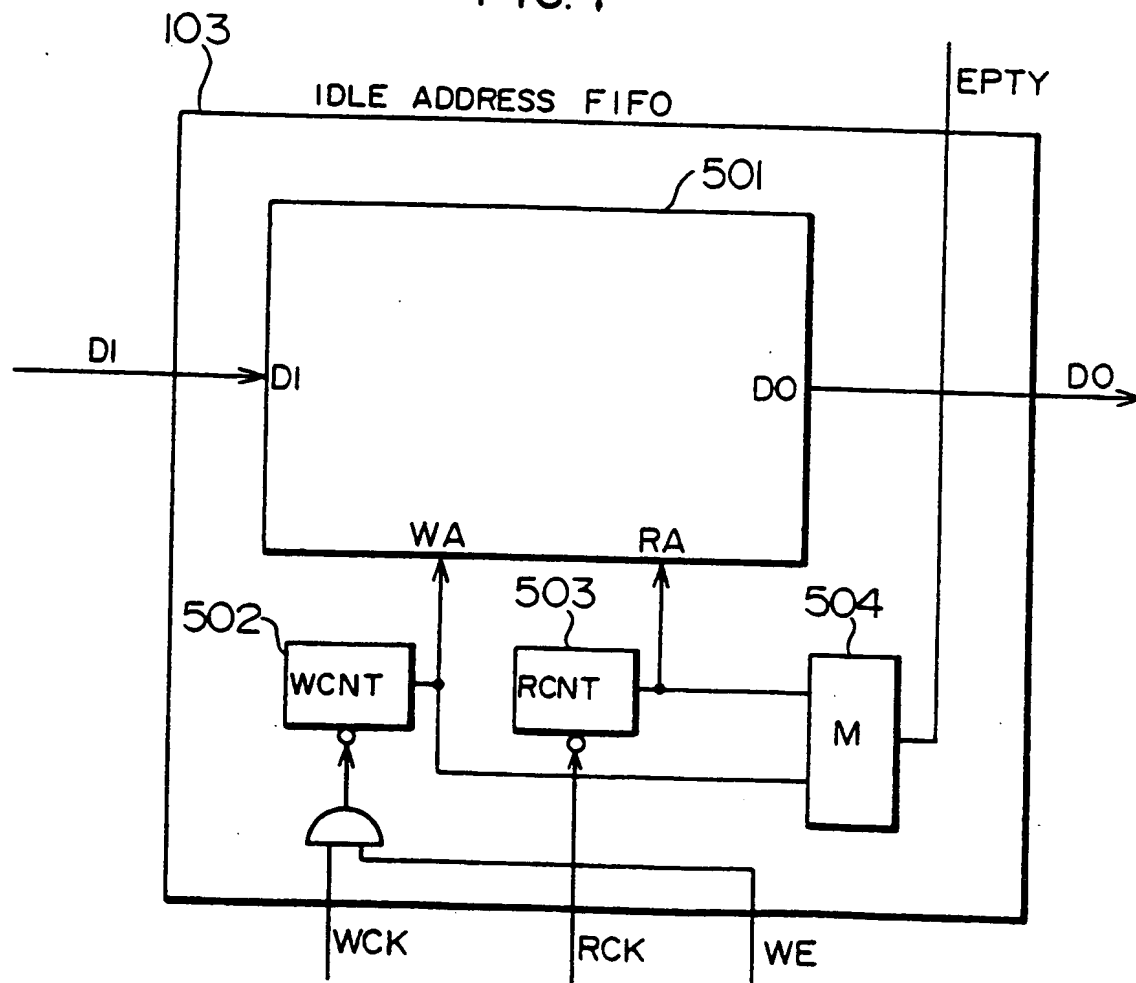 103
EPTY
IDLE ADDRESS FIFO
501
DI
DI
DO
DO
WA
RA
502
503
504
WCNT
RCNT
M
WCK
RCK
WE